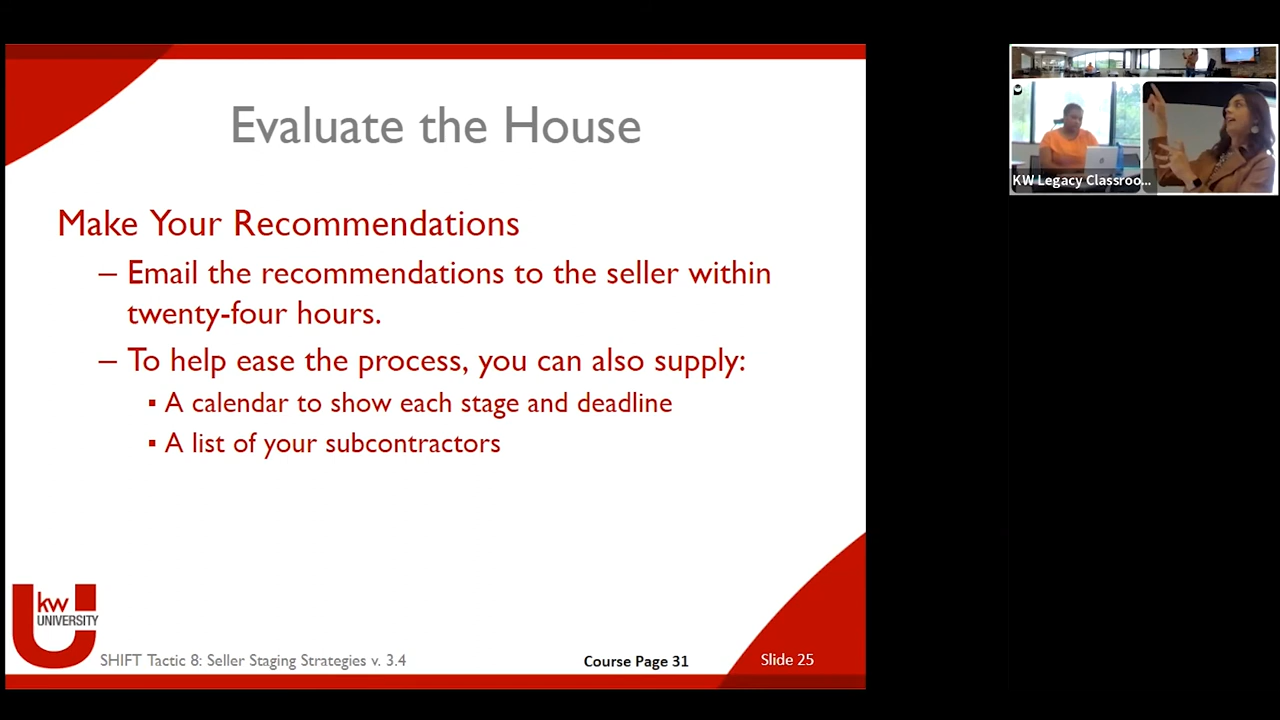 Evaluate the House
Make Your Recommendations
– Email the recommendations to the seller within
twenty-four hours.
– To help ease the process, you can also supply:
▪ A calendar to show each stage and deadline
▪ A list of your subcontractors
kw
UNIVERSITY
SHIFT Tactic 8: Seller Staging Strategies v. 3.4
Course Page 31
Slide 25
KW Legacy Classroo...